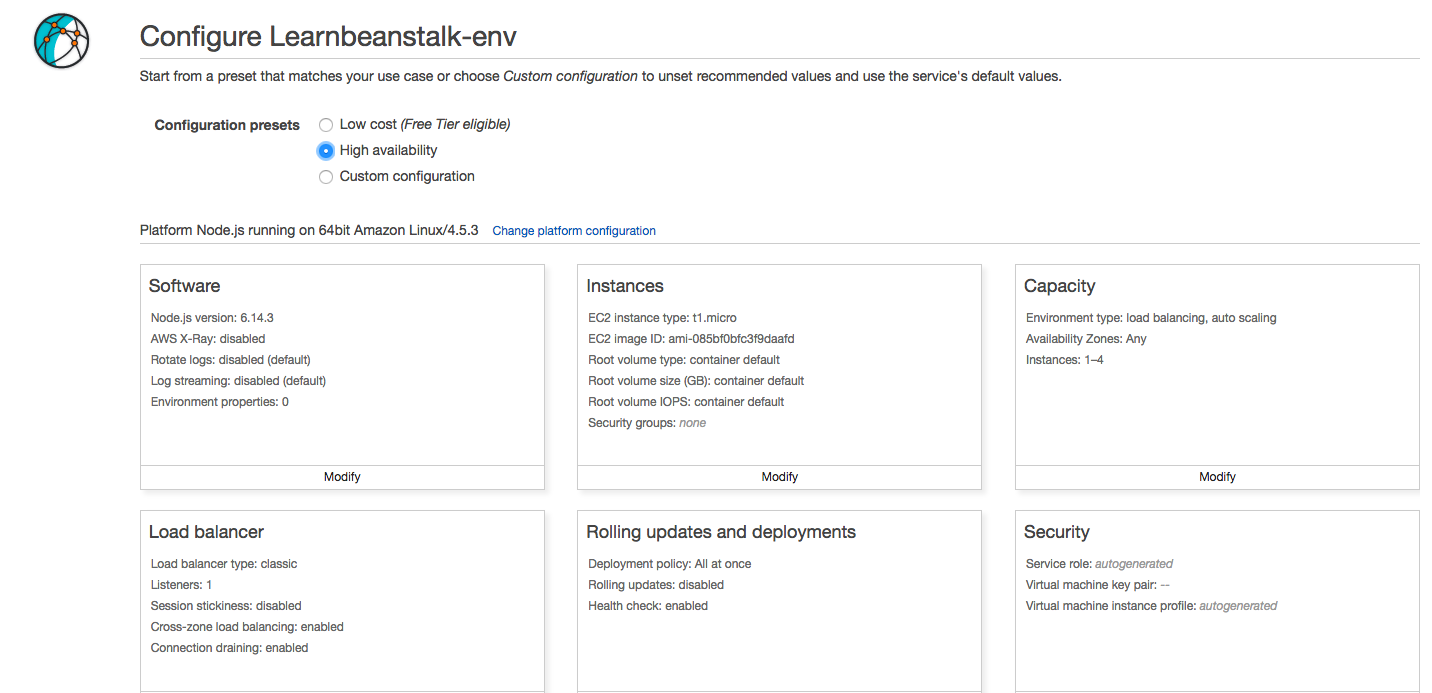 Configure Learnbeanstalk-env
Start from a preset that matches your use case or choose Custom configuration to unset recommended values and use the service's default values.
Configuration presets
Low cost (Free Tier eligible)
High availability
Custom configuration
Platform Node.js running on 64bit Amazon Linux/4.5.3 Change platform configuration
Software
Node.js version: 6.14.3
AWS X-Ray: disabled
Rotate logs: disabled (default)
Log streaming: disabled (default)
Environment properties: 0
Modify
Instances
EC2 instance type: t1.micro
EC2 image ID: ami-085bf0bfc3f9daafd
Root volume type: container default
Root volume size (GB): container default
Root volume IOPS: container default
Security groups: none
Modify
Capacity
Environment type: load balancing, auto scaling
Availability Zones: Any
Instances: 1–4
Modify
Load balancer
Load balancer type: classic
Listeners: 1
Session stickiness: disabled
Cross-zone load balancing: enabled
Connection draining: enabled
Rolling updates and deployments
Deployment policy: All at once
Rolling updates: disabled
Health check: enabled
Security
Service role: autogenerated
Virtual machine key pair: --
Virtual machine instance profile: autogenerated